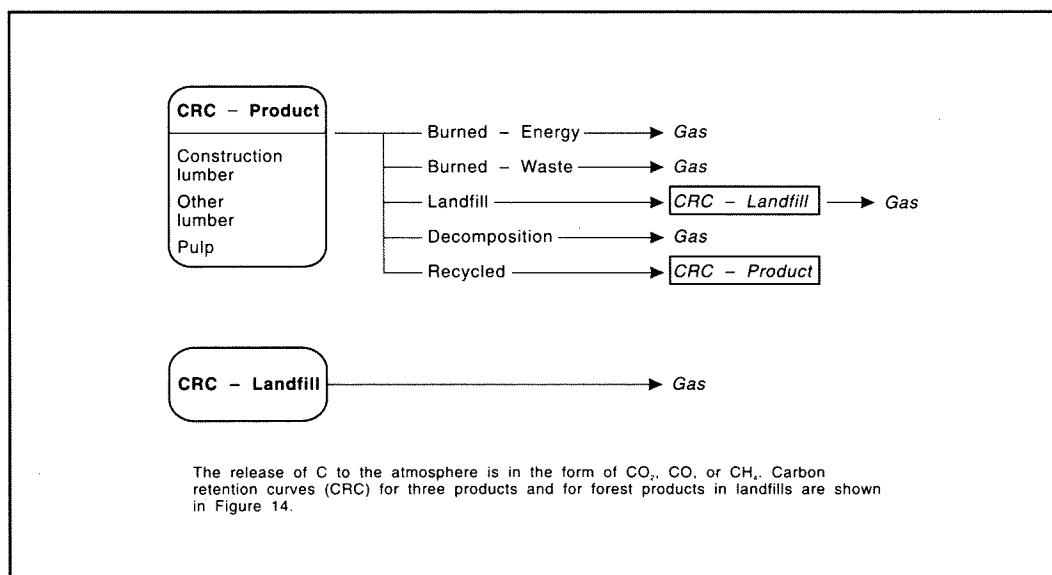 CRC – Product
Construction
lumber
Other
lumber
Pulp
Burned – Energy
Gas
Burned – Waste
Gas
Landfill
CRC – Landfill
Gas
Decomposition
Gas
Recycled
CRC – Product
CRC – Landfill
Gas
The release of C to the atmosphere is in the form of CO₂, CO, or CH₄. Carbon
retention curves (CRC) for three products and for forest products in landfills are shown
in Figure 14.